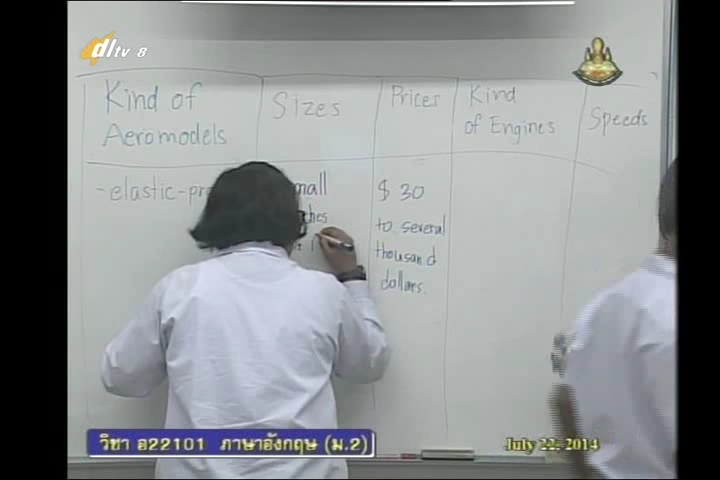 dltv 8
Kind of
Aeromodels
Sizes
Prices
Kind
of Engines
Speeds
- elastic-pre
mall
ches
$ 30
to several
thousand
dollars.
วิชา อ22101 ภาษาอังกฤษ (ม.2)
July 22, 2014